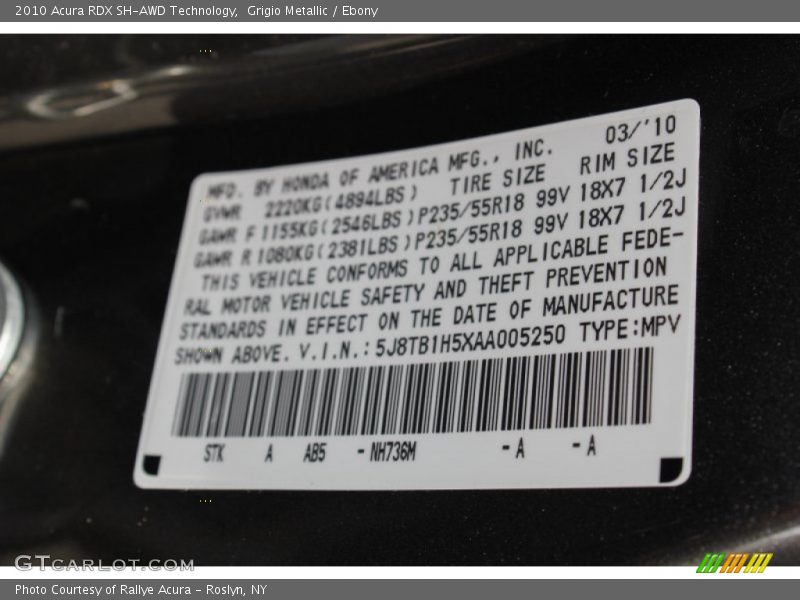 2010 Acura RDX SH-AWD Technology, Grigio Metallic / Ebony
MFD. BY HONDA OF AMERICA MFG., INC. 03/'10
GVWR 2220KG(4894LBS) TIRE SIZE RIM SIZE
GAWR F 1155KG(2546LBS) P235/55R18 99V 18X7 1/2J
GAWR R 1080KG(2381LBS) P235/55R18 99V 18X7 1/2J
THIS VEHICLE CONFORMS TO ALL APPLICABLE FEDE-
RAL MOTOR VEHICLE SAFETY AND THEFT PREVENTION
STANDARDS IN EFFECT ON THE DATE OF MANUFACTURE
SHOWN ABOVE. V.I.N.:5J8TB1H5XAA005250 TYPE:MPV
STK A AB5 -NH736M -A -A
GTCARLOT.COM
Photo Courtesy of Rallye Acura - Roslyn, NY